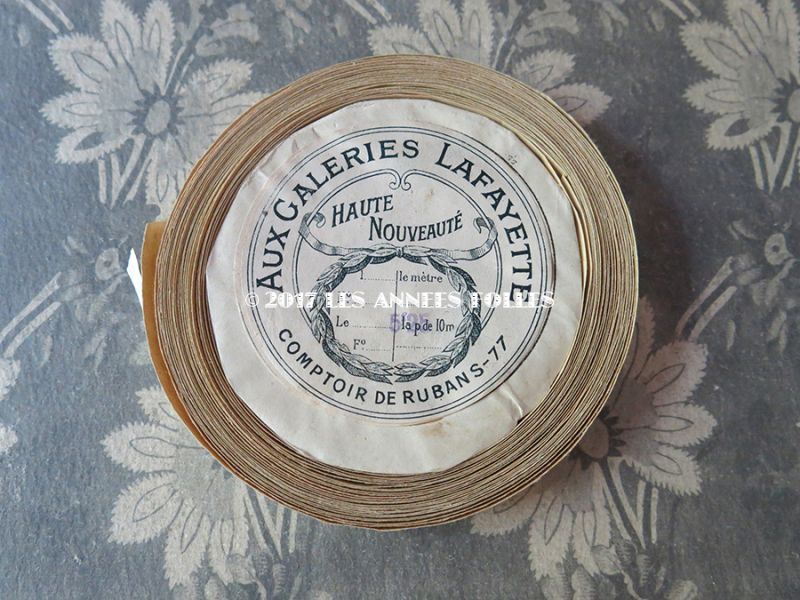 AUX GALERIES LAFAYETTE
HAUTE
NOUVEAUTÉ
le mètre
© 2017 LES ANNEES FOLLES
Le la p. de 10m
Fo
COMPTOIR DE RUBANS-77